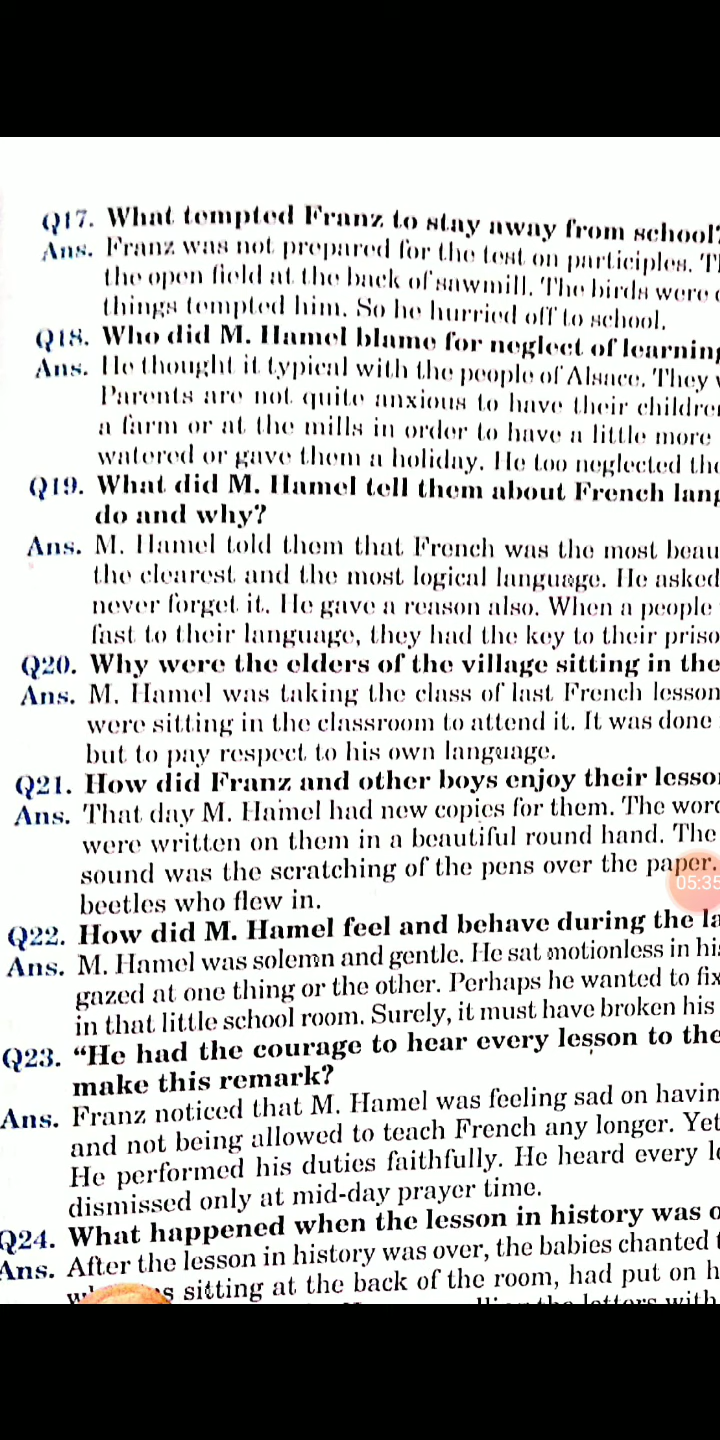 Q17. What tempted Franz to stay away from school?
Ans. Franz was not prepared for the test on participles.
the open field at the back of sawmill. The birds were
things tempted him. So he hurried off to school.
Q18. Who did M. Hamel blame for neglect of learning
Ans. He thought it typical with the people of Alsace. They
Parents are not quite anxious to have their
a farm or at the mills in order to have a little more
watered or gave them a holiday. He too neglected
Q19. What did M. Hamel tell them about French
do and why?
Ans. M. Hamel told them that French was the most
the clearest and the most logical language. He asked
never forget it. He gave a reason also. When a people
fast to their language, they had the key to their
Q20. Why were the elders of the village sitting in the
Ans. M. Hamel was taking the class of last French lesson
were sitting in the classroom to attend it. It was done
but to pay respect to his own language.
Q21. How did Franz and other boys enjoy their
Ans. That day M. Hamel had new copies for them. The
were written on them in a beautiful round hand. The
sound was the scratching of the pens over the paper.
05:35
beetles who flew in.
Q22. How did M. Hamel feel and behave during the
Ans. M. Hamel was solemn and gentle. He sat motionless in
gazed at one thing or the other. Perhaps he wanted to fix
in that little school room. Surely, it must have broken his
Q23. “He had the courage to hear every lesson to the
make this remark?
Ans. Franz noticed that M. Hamel was feeling sad on
and not being allowed to teach French any longer. Yet
He performed his duties faithfully. He heard every
dismissed only at mid-day prayer time.
Q24. What happened when the lesson in history was
Ans. After the lesson in history was over, the babies chanted
sitting at the back of the room, had put on
letters with